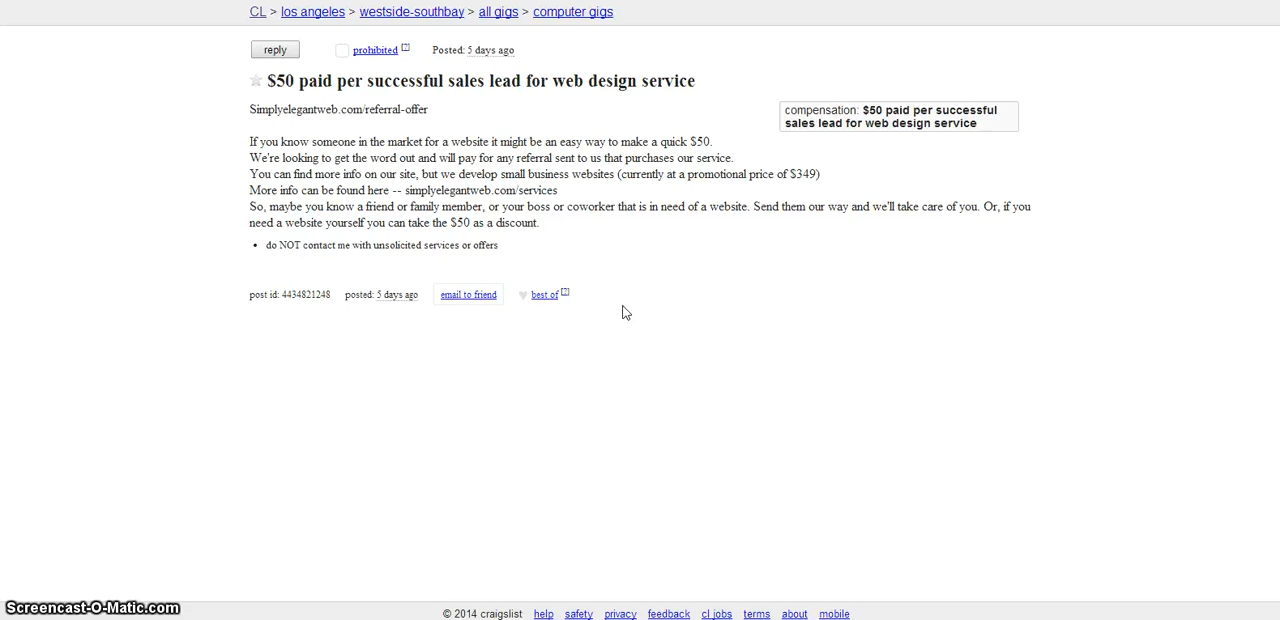 CL > los angeles > westside-southbay > all gigs > computer gigs
reply prohibited [?] Posted: 5 days ago
$50 paid per successful sales lead for web design service
Simplyelegantweb.com/referral-offer
compensation: $50 paid per successful
sales lead for web design service
If you know someone in the market for a website it might be an easy way to make a quick $50.
We're looking to get the word out and will pay for any referral sent to us that purchases our service.
You can find more info on our site, but we develop small business websites (currently at a promotional price of $349)
More info can be found here -- simplyelegantweb.com/services
So, maybe you know a friend or family member, or your boss or coworker that is in need of a website. Send them our way and we'll take care of you. Or, if you
need a website yourself you can take the $50 as a discount.
• do NOT contact me with unsolicited services or offers
post id: 4434821248 posted: 5 days ago email to friend best of [?]
Screencast-O-Matic.com
© 2014 craigslist help safety privacy feedback cl jobs terms about mobile